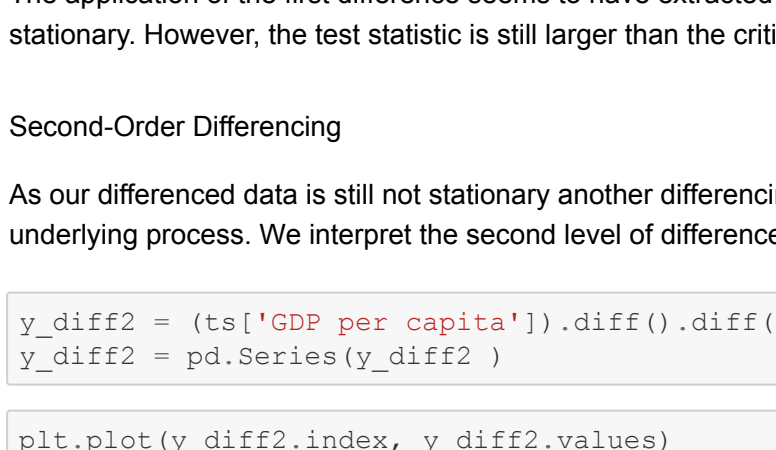 The application of the first difference seems to have extracted
stationary. However, the test statistic is still larger than the
Second-Order Differencing
As our differenced data is still not stationary another
underlying process. We interpret the second level of
y_diff2 = (ts['GDP per capita']).diff().diff(
y_diff2 = pd.Series(y_diff2 )
plt.plot(y_diff2.index, y_diff2.values)